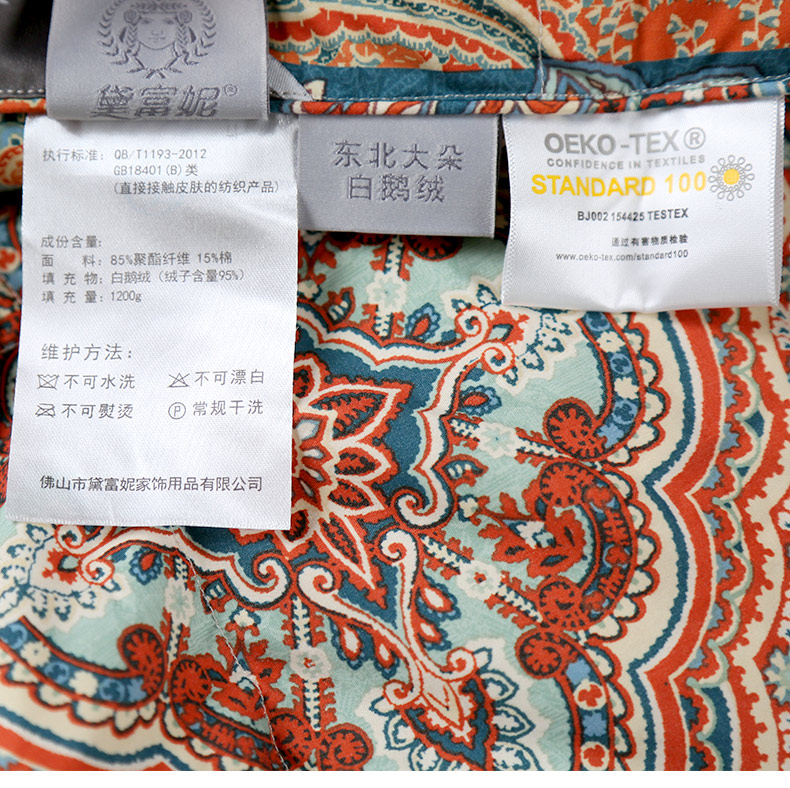 黛富妮®
执行标准: QB/T1193-2012
GB18401(B)类
(直接接触皮肤的纺织产品)
成份含量:
面 料: 85%聚酯纤维 15%棉
填 充 物: 白鹅绒 (绒子含量95%)
填 充 量: 1200g
维护方法:
不可水洗 不可漂白
不可熨烫 P 常规干洗
佛山市黛富妮家饰用品有限公司
东北大朵
白鹅绒
OEKO-TEX®
CONFIDENCE IN TEXTILES
STANDARD 100
BJ002 154425 TESTEX
通过有害物质检验
www.oeko-tex.com/standard100